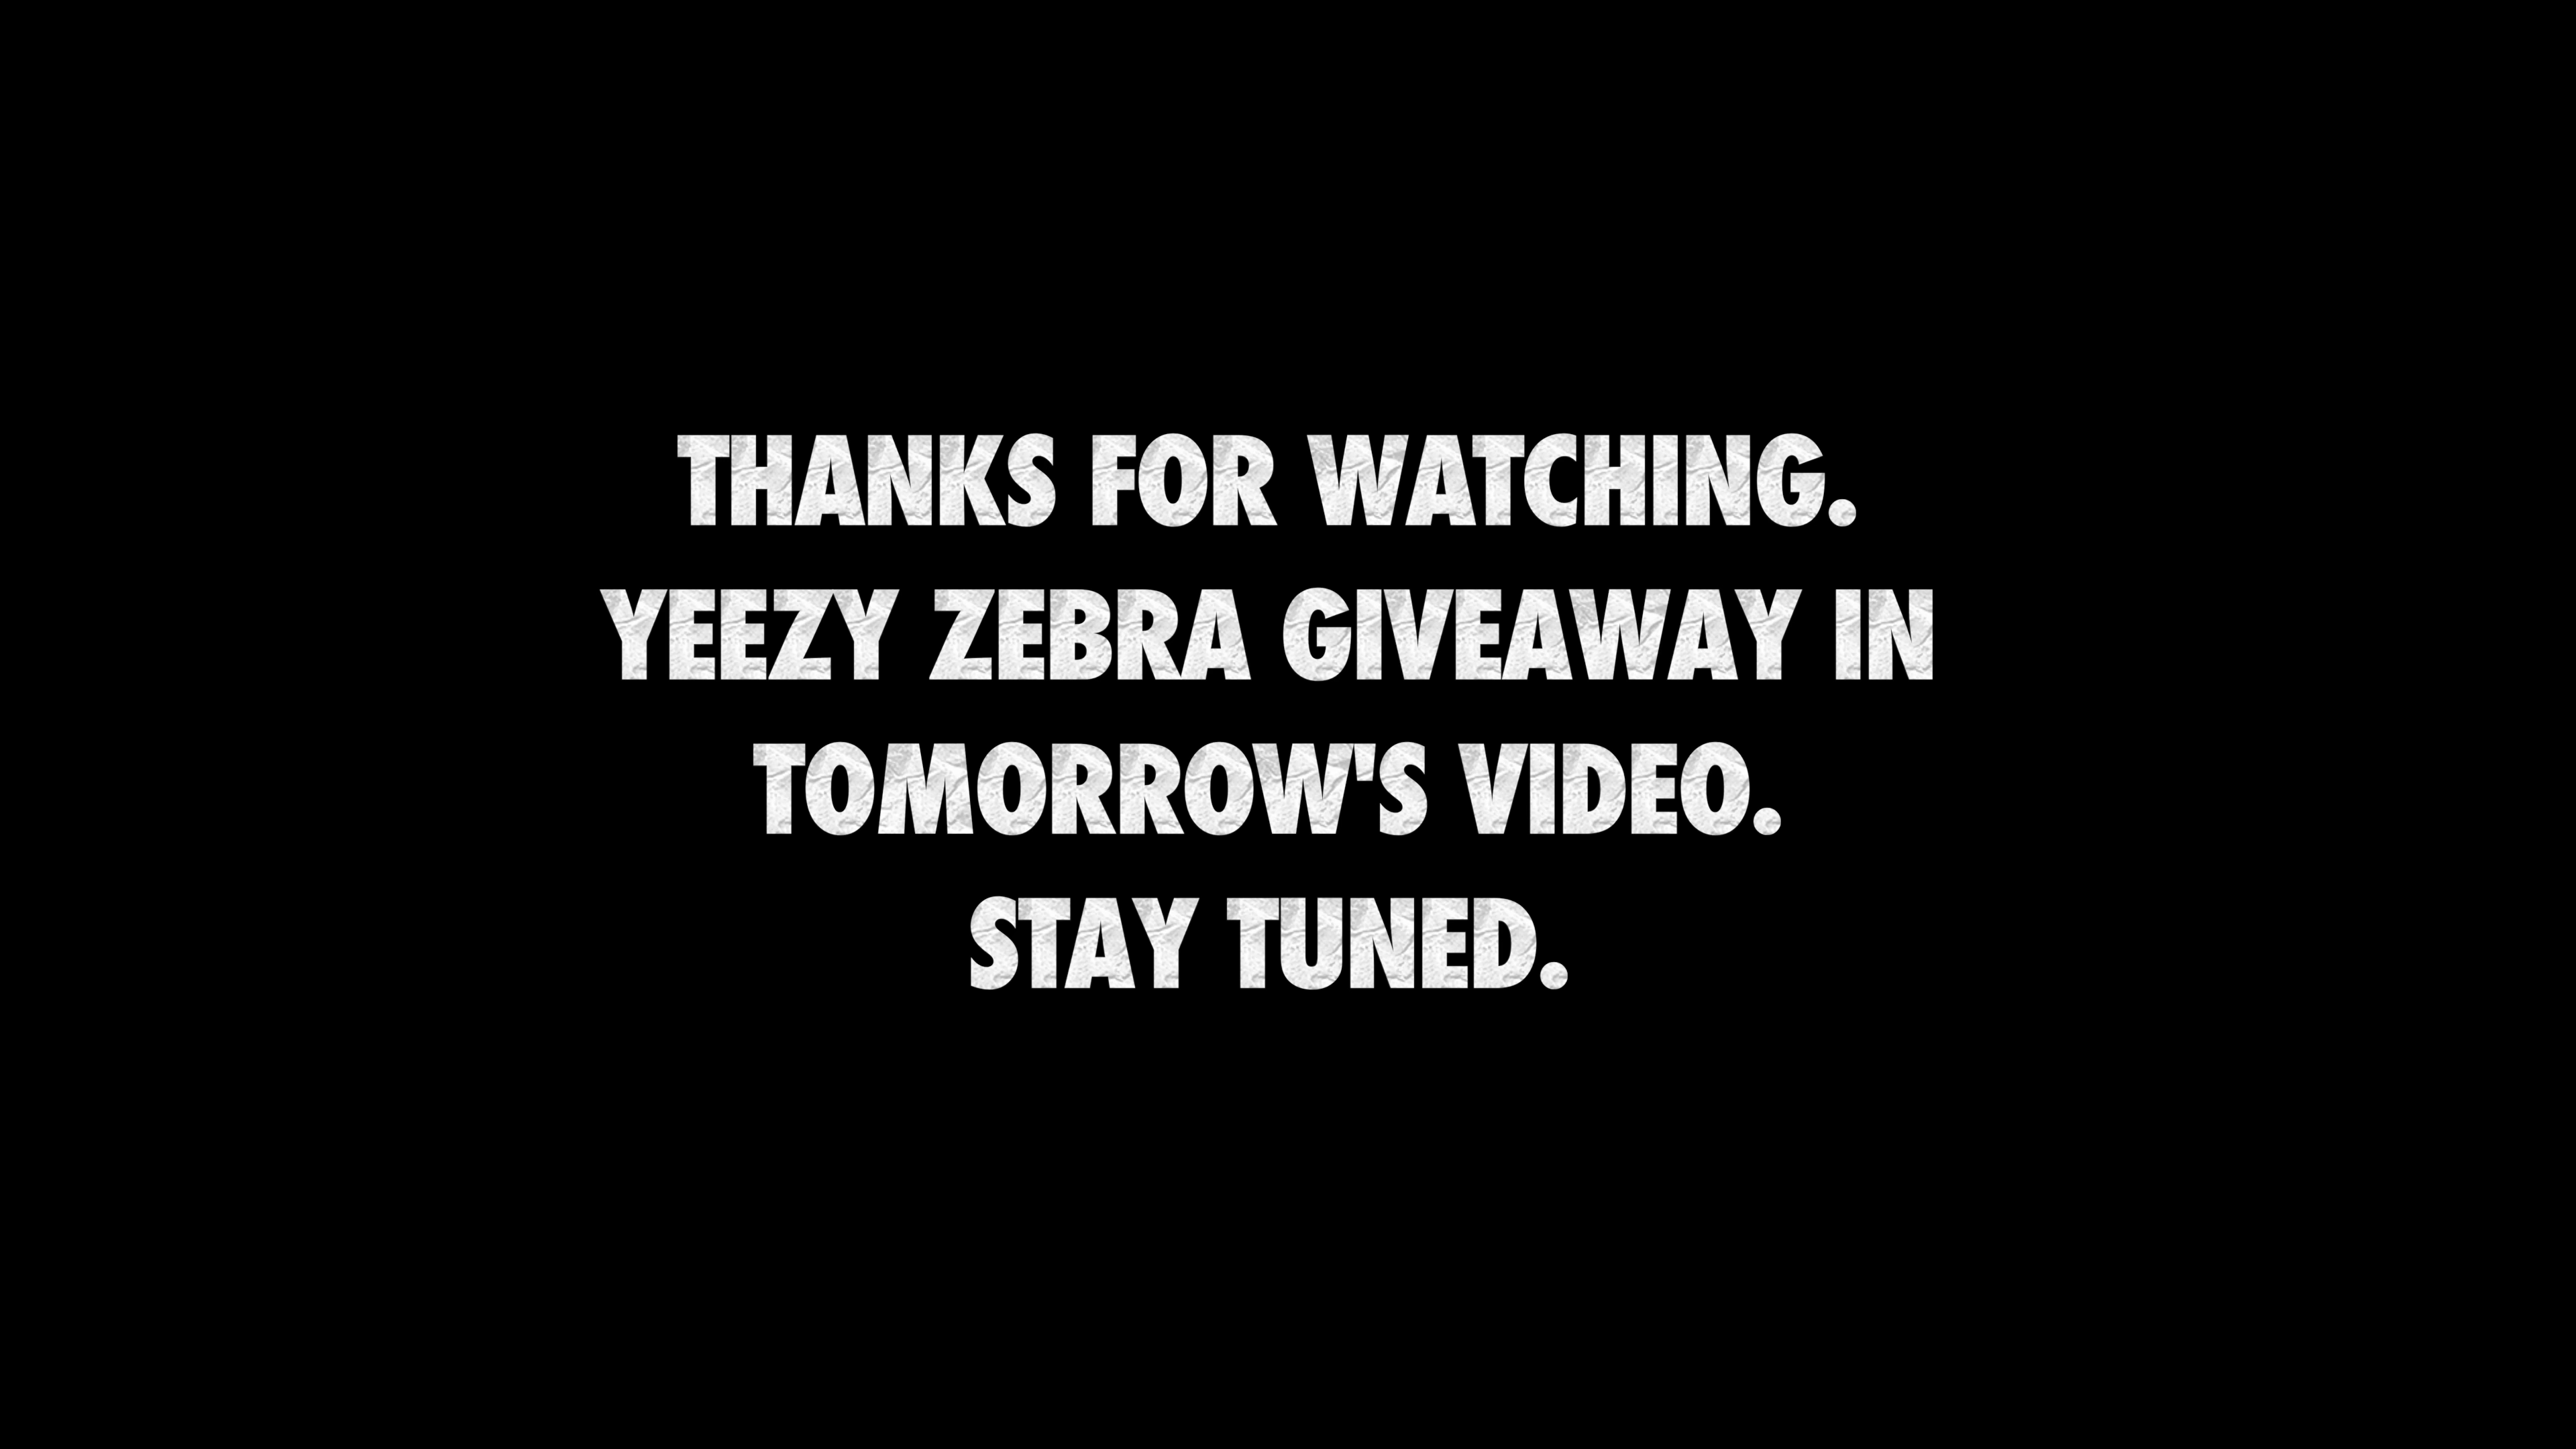 THANKS FOR WATCHING.
YEEZY ZEBRA GIVEAWAY IN
TOMORROW'S VIDEO.
STAY TUNED.